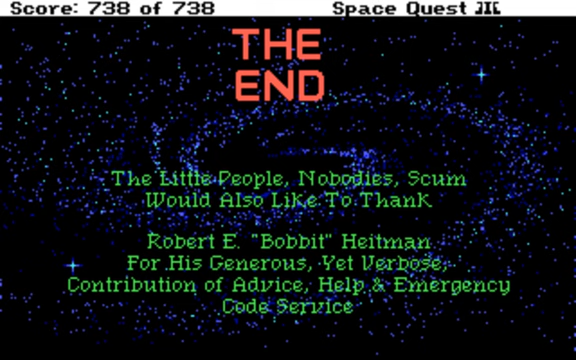 Score: 738 of 738 Space Quest III
THE
END
The Little People, Nobodies, Scum
Would Also Like To Thank
Robert E. "Bobbit" Heitman
For His Generous, Yet Verbose,
Contribution of Advice, Help & Emergency
Code Service